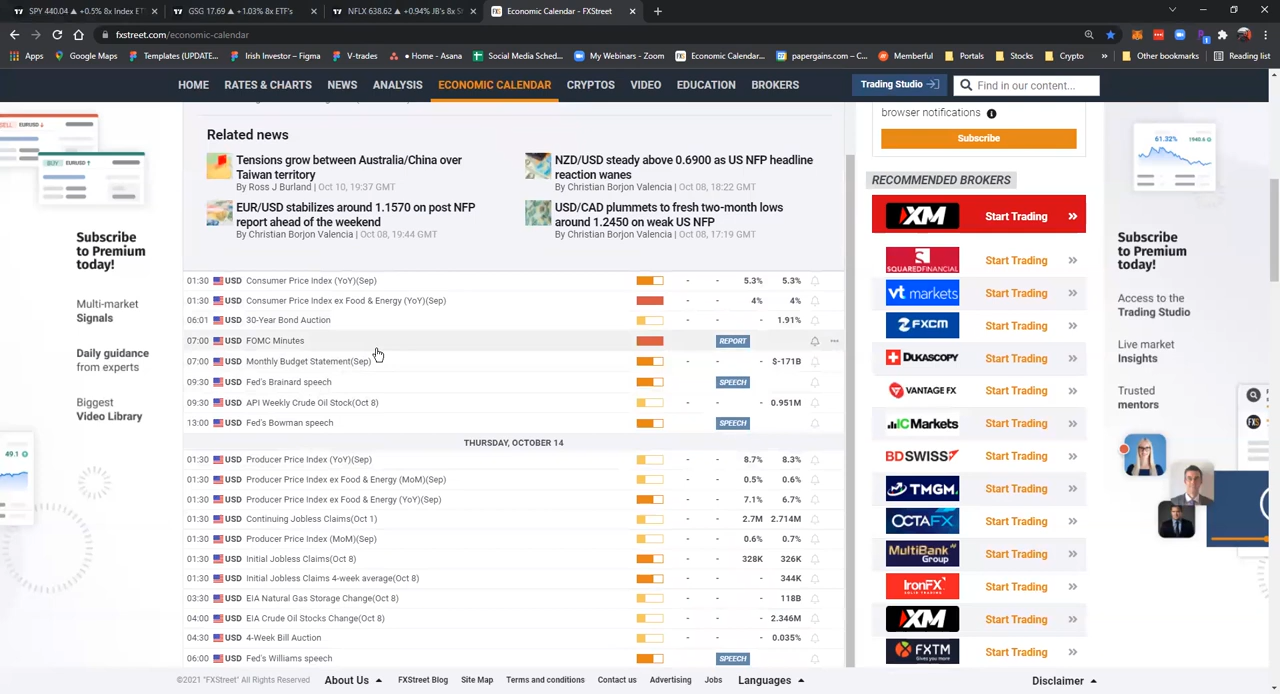 SPY 440.04 ▲ +0.5% 8x Index ET
GSG 17.69 ▲ +1.03% 8x ETF's
NFLX 638.62 ▲ +0.94% JB's 8x S
Economic Calendar - FXStreet
fxstreet.com/economic-calendar
Apps
Google Maps
Templates (UPDATE...
Irish Investor – Figma
V-trades
Home - Asana
Social Media Sched...
My Webinars - Zoom
Economic Calendar...
papergains.com - C...
Memberful
Portals
Stocks
Crypto
Other bookmarks
Reading list
HOME
RATES & CHARTS
NEWS
ANALYSIS
ECONOMIC CALENDAR
CRYPTOS
VIDEO
EDUCATION
BROKERS
Trading Studio
Find in our content...
browser notifications
Subscribe
Related news
Tensions grow between Australia/China over
Taiwan territory
By Ross J Burland | Oct 10, 19:37 GMT
NZD/USD steady above 0.6900 as US NFP headline
reaction wanes
By Christian Borjon Valencia | Oct 08, 18:22 GMT
EUR/USD stabilizes around 1.1570 on post NFP
report ahead of the weekend
By Christian Borjon Valencia | Oct 08, 19:44 GMT
USD/CAD plummets to fresh two-month lows
around 1.2450 on weak US NFP
By Christian Borjon Valencia | Oct 08, 17:19 GMT
01:30 USD Consumer Price Index (YoY)(Sep) - - 5.3% 5.3%
01:30 USD Consumer Price Index ex Food & Energy (YoY)(Sep) - - 4% 4%
06:01 USD 30-Year Bond Auction - - - 1.91%
07:00 USD FOMC Minutes REPORT
07:00 USD Monthly Budget Statement(Sep) - - - $-171B
09:30 USD Fed's Brainard speech SPEECH
09:30 USD API Weekly Crude Oil Stock(Oct 8) - - - 0.951M
13:00 USD Fed's Bowman speech SPEECH
THURSDAY, OCTOBER 14
01:30 USD Producer Price Index (YoY)(Sep) - - 8.7% 8.3%
01:30 USD Producer Price Index ex Food & Energy (MoM)(Sep) - - 0.5% 0.6%
01:30 USD Producer Price Index ex Food & Energy (YoY)(Sep) - - 7.1% 6.7%
01:30 USD Continuing Jobless Claims(Oct 1) - - 2.7M 2.714M
01:30 USD Producer Price Index (MoM)(Sep) - - 0.6% 0.7%
01:30 USD Initial Jobless Claims(Oct 8) - - 328K 326K
01:30 USD Initial Jobless Claims 4-week average(Oct 8) - - - 344K
03:30 USD EIA Natural Gas Storage Change(Oct 8) - - - 118B
04:00 USD EIA Crude Oil Stocks Change(Oct 8) - - - 2.346M
04:30 USD 4-Week Bill Auction - - - 0.035%
06:00 USD Fed's Williams speech SPEECH
RECOMMENDED BROKERS
XM Start Trading
SQUAREDFINANCIAL Start Trading
vt markets Start Trading
FXCM Start Trading
DUKASCOPY Start Trading
VANTAGE FX Start Trading
IC Markets Start Trading
BDSWISS Start Trading
TMGM Start Trading
OCTAFX Start Trading
MultiBank Group Start Trading
IronFX Start Trading
XM Start Trading
FXTM Start Trading
SELL EURUSD
BUY EURUSD
Subscribe
to Premium
today!
Multi-market
Signals
Daily guidance
from experts
Biggest
Video Library
49.1
61.32%
1940.6
Subscribe
to Premium
today!
Access to the
Trading Studio
Live market
Insights
Trusted
mentors
©2021 "FXStreet" All Rights Reserved
About Us
FXStreet Blog
Site Map
Terms and conditions
Contact us
Advertising
Jobs
Languages
Disclaimer